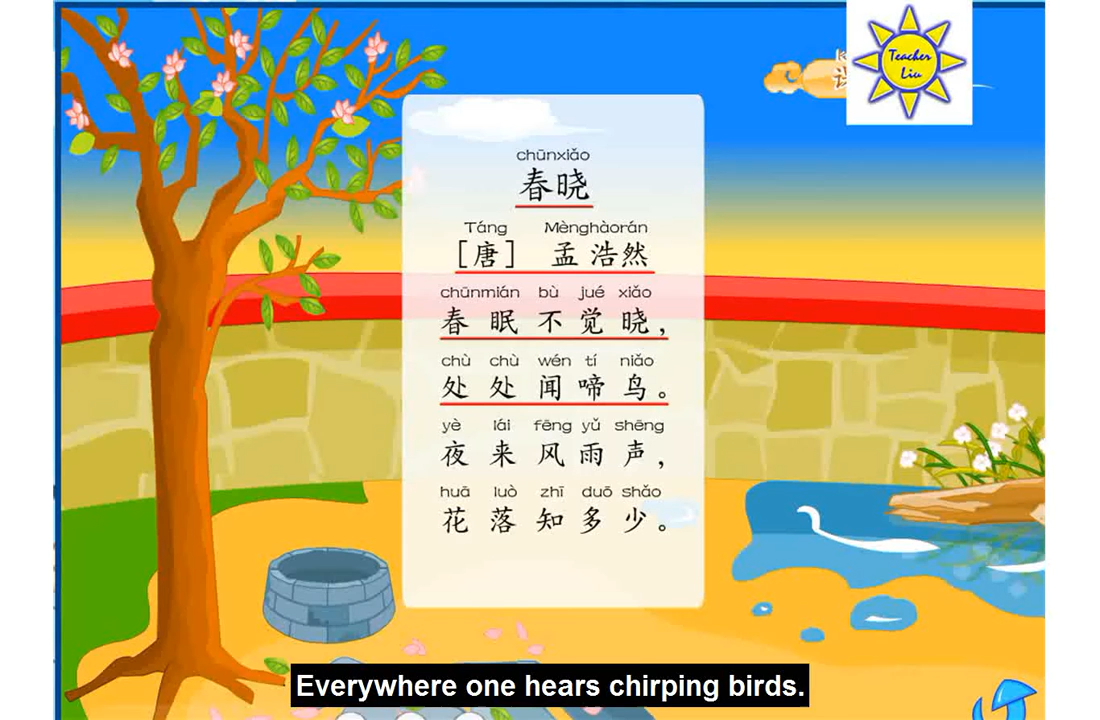 Teacher
Liu
chūnxiǎo
春晓
Táng Mènghàorán
[唐] 孟浩然
chūnmián bù jué xiǎo
春眠不觉晓,
chù chù wén tí niǎo
处处闻啼鸟。
yè lái fēng yǔ shēng
夜来风雨声,
huā luò zhī duō shǎo
花落知多少。
Everywhere one hears chirping birds.